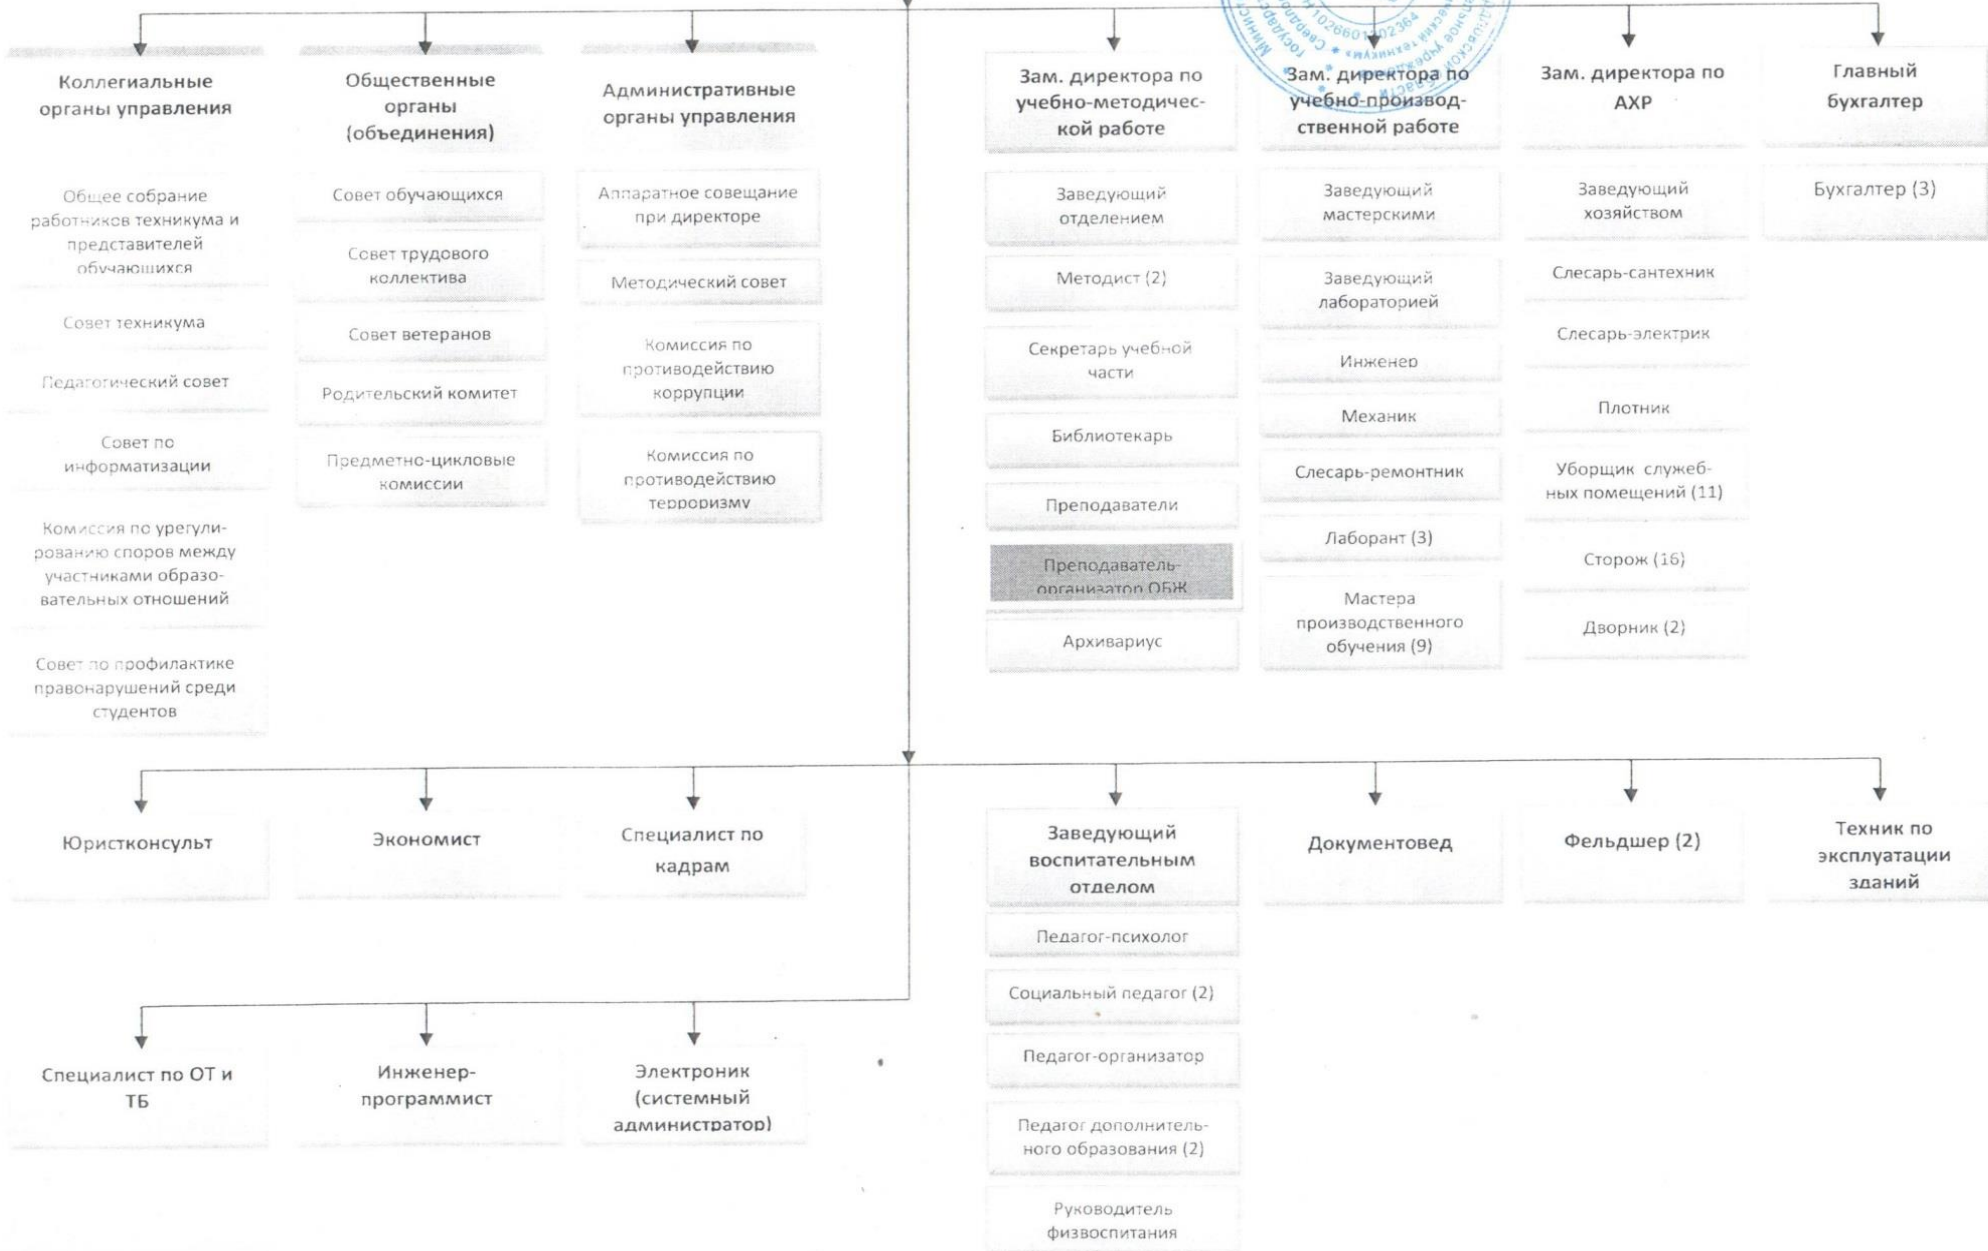 Коллегиальные
органы управления
Общее собрание
работников техникума и
представителей
обучающихся
Совет техникума
Педагогический совет
Совет по
информатизации
Комиссия по урегули-
рованию споров между
участниками образо-
вательных отношений
Совет по профилактике
правонарушений среди
студентов
Общественные
органы
(объединения)
Совет обучающихся
Совет трудового
коллектива
Совет ветеранов
Родительский комитет
Предметно-цикловые
комиссии
Административные
органы управления
Аппаратное совещание
при директоре
Методический совет
Комиссия по
противодействию
коррупции
Комиссия по
противодействию
терроризму
Зам. директора по
учебно-методичес-
кой работе
Заведующий
отделением
Методист (2)
Секретарь учебной
части
Библиотекарь
Преподаватели
Преподаватель-
организатор ОБЖ
Архивариус
Зам. директора по
учебно-производ-
ственной работе
Заведующий
мастерскими
Заведующий
лабораторией
Инженер
Механик
Слесарь-ремонтник
Лаборант (3)
Мастера
производственного
обучения (9)
Зам. директора по
АХР
Заведующий
хозяйством
Слесарь-сантехник
Слесарь-электрик
Плотник
Уборщик служеб-
ных помещений (11)
Сторож (16)
Дворник (2)
Главный
бухгалтер
Бухгалтер (3)
Юристконсульт
Экономист
Специалист по
кадрам
Заведующий
воспитательным
отделом
Педагог-психолог
Социальный педагог (2)
Педагог-организатор
Педагог дополнитель-
ного образования (2)
Руководитель
физвоспитания
Документовед
Фельдшер (2)
Техник по
эксплуатации
зданий
Специалист по ОТ и
ТБ
Инженер-
программист
Электроник
(системный
администратор)